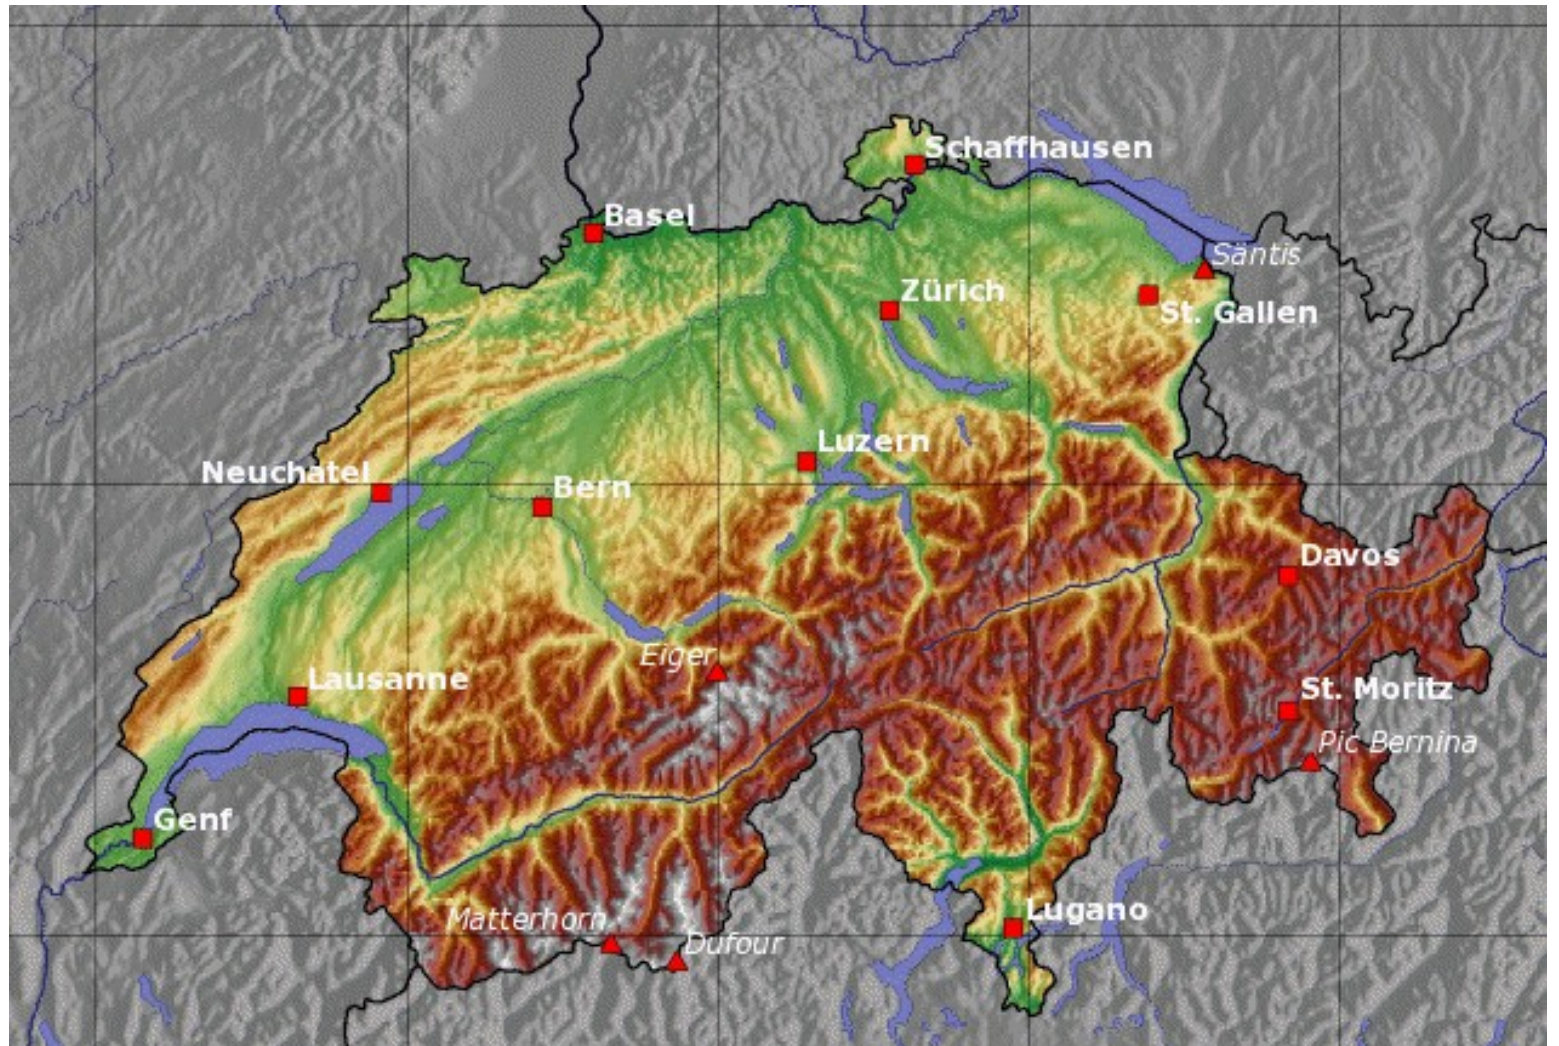 Schaffhausen
Basel
Säntis
Zürich
St. Gallen
Luzern
Neuchatel
Bern
Davos
Eiger
Lausanne
St. Moritz
Pic Bernina
Genf
Lugano
Matterhorn
Dufour